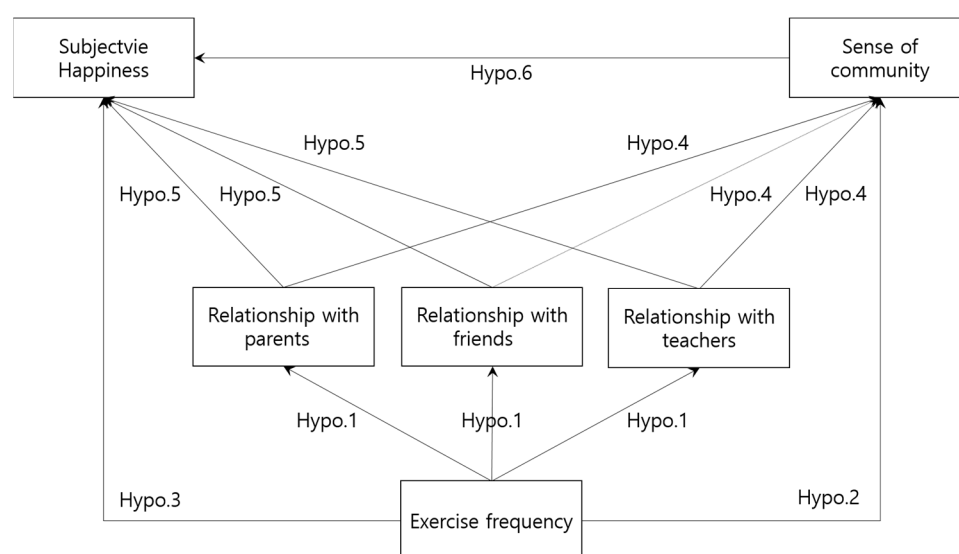 Subjectvie
Happiness
Sense of
community
Hypo.6
Hypo.5
Hypo.4
Hypo.5
Hypo.5
Hypo.4
Hypo.4
Relationship with
parents
Relationship with
friends
Relationship with
teachers
Hypo.1
Hypo.1
Hypo.1
Hypo.3
Exercise frequency
Hypo.2